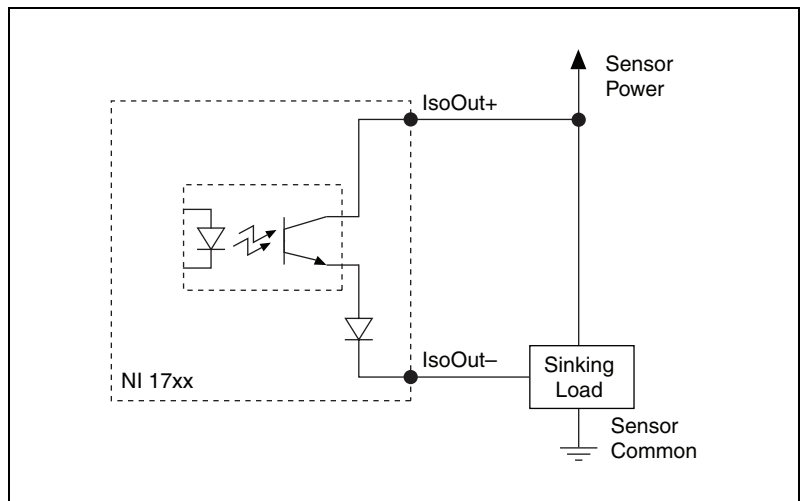 Sensor
Power
IsoOut+
IsoOut–
NI 17xx
Sinking
Load
Sensor
Common